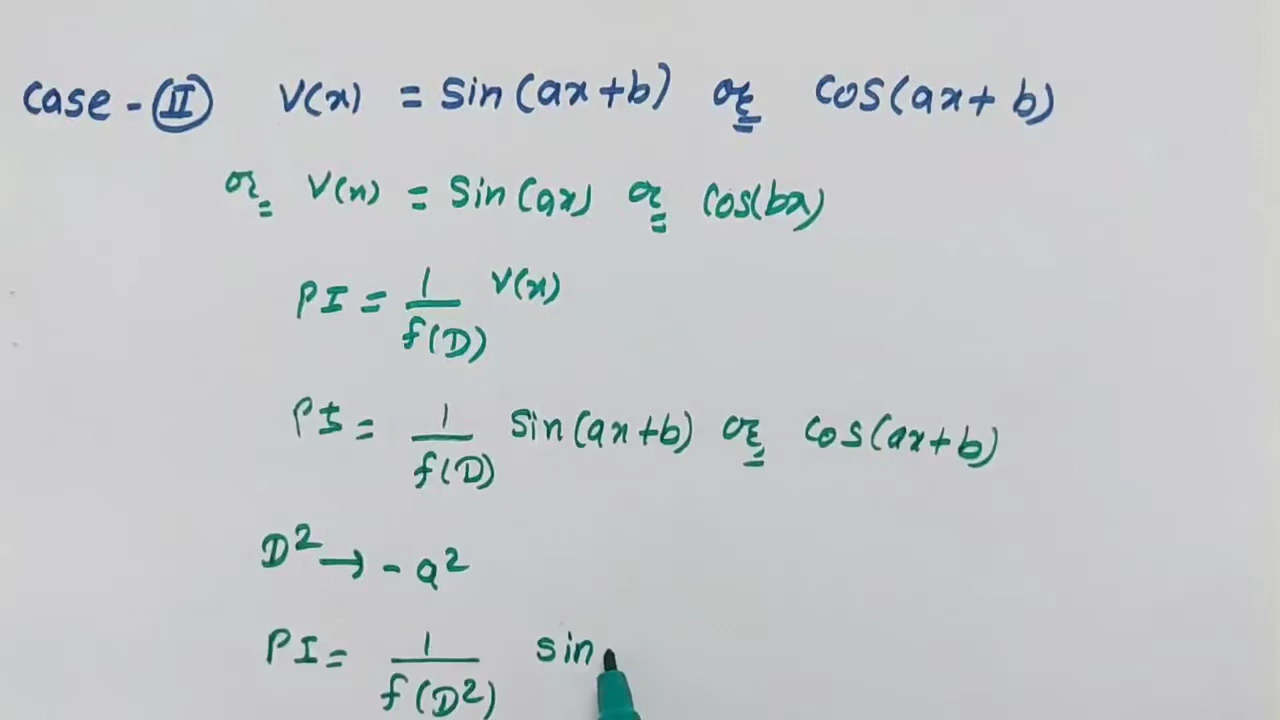 case - II V(x) = sin(ax+b) or cos(ax+b)
or V(x) = sin(ax) or cos(bx)
PI = 1/f(D) V(x)
PI = 1/f(D) sin(ax+b) or cos(ax+b)
D² → -a²
PI = 1/f(D²) sin